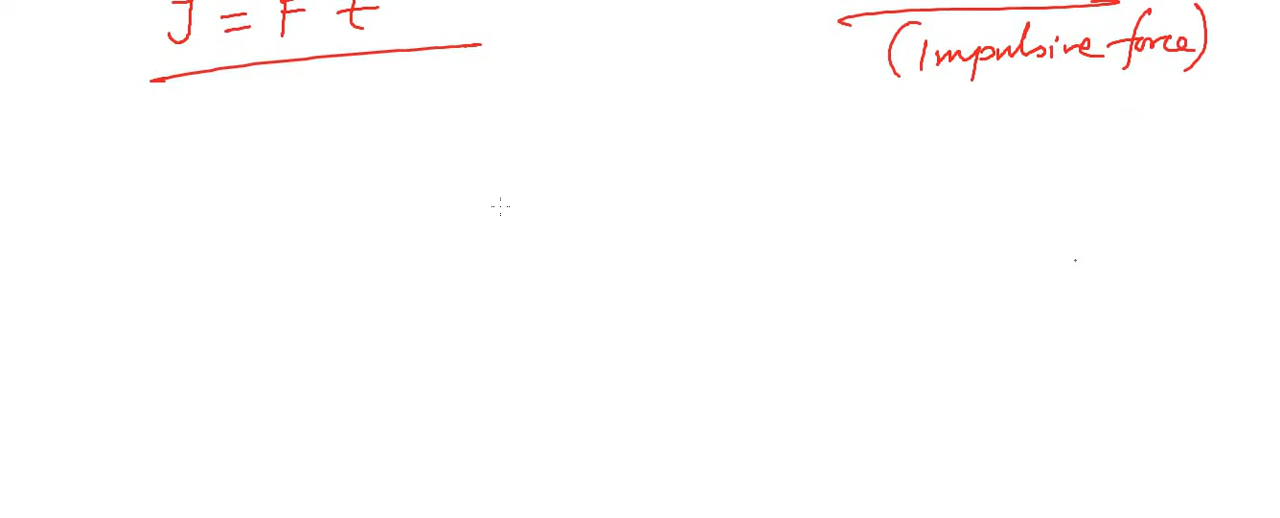 J = F t
(Impulsive force)